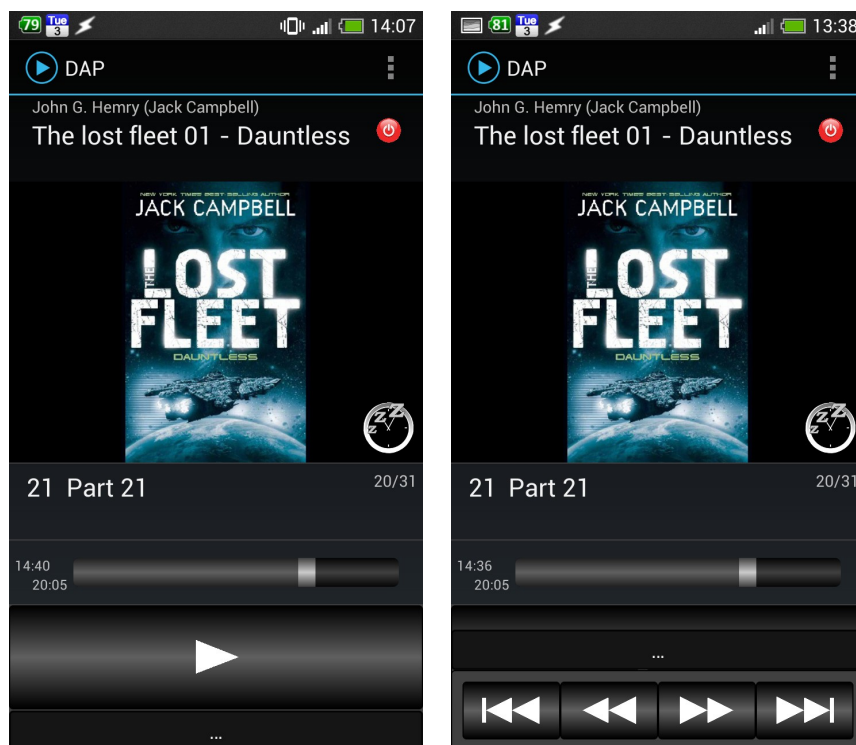 79 Tue 3 14:07
DAP
John G. Hemry (Jack Campbell)
The lost fleet 01 - Dauntless
NEW YORK TIMES BEST-SELLING AUTHOR
JACK CAMPBELL
THE
LOST
FLEET
DAUNTLESS
zZZ
21 Part 21 20/31
14:40
20:05
...
81 Tue 3 13:38
DAP
John G. Hemry (Jack Campbell)
The lost fleet 01 - Dauntless
NEW YORK TIMES BEST-SELLING AUTHOR
JACK CAMPBELL
THE
LOST
FLEET
DAUNTLESS
zZZ
21 Part 21 20/31
14:36
20:05
...